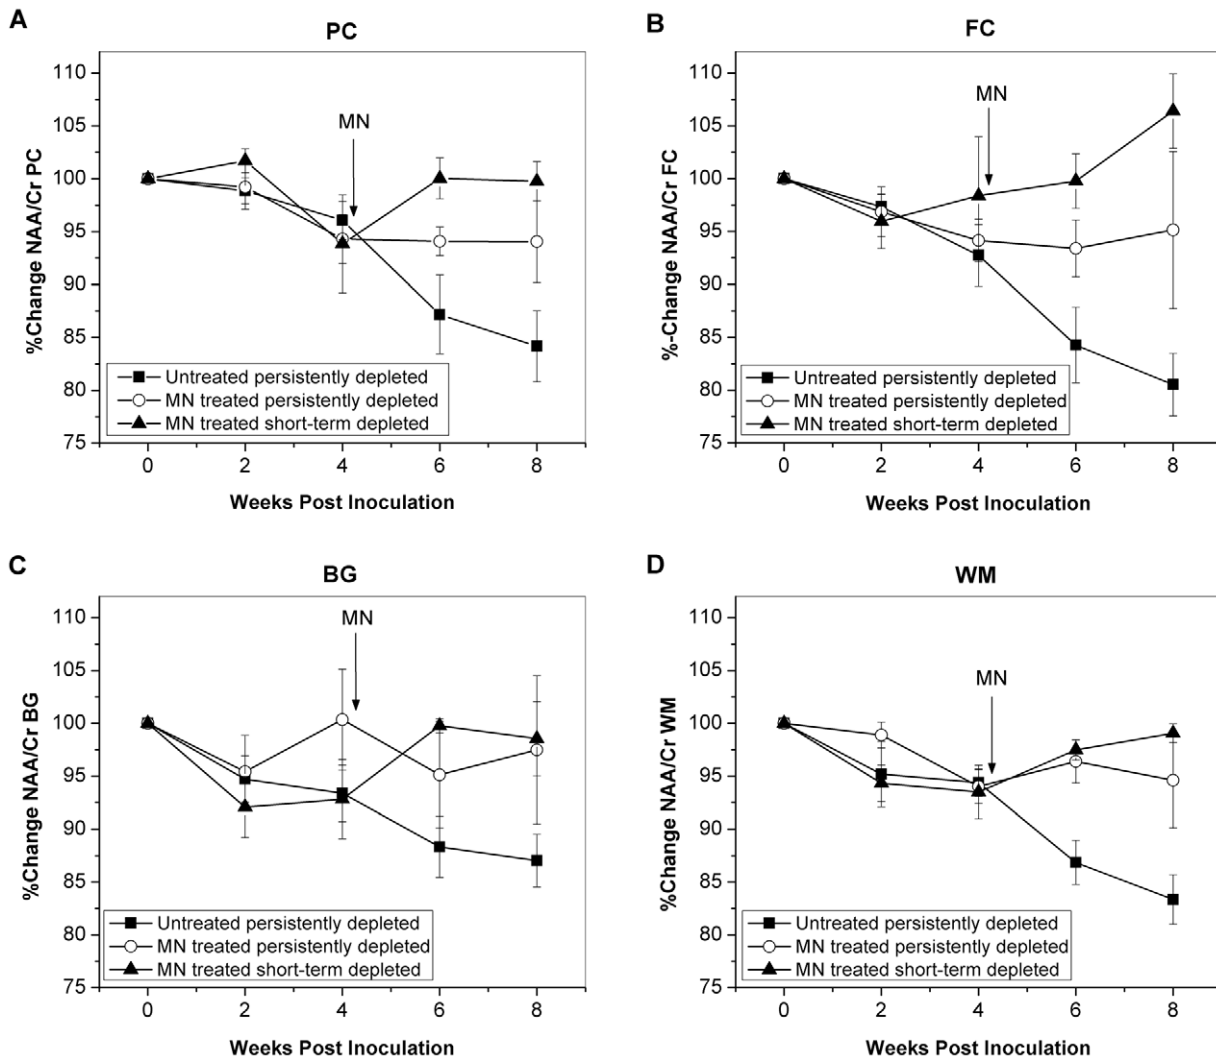 A
PC
%Change NAA/Cr PC
110
105
100
95
90
85
80
75
MN
Untreated persistently depleted
MN treated persistently depleted
MN treated short-term depleted
0 2 4 6 8
Weeks Post Inoculation
B
FC
%-Change NAA/Cr FC
110
105
100
95
90
85
80
75
MN
Untreated persistently depleted
MN treated persistently depleted
MN treated short-term depleted
0 2 4 6 8
Weeks Post Inoculation
C
BG
%Change NAA/Cr BG
110
105
100
95
90
85
80
75
MN
Untreated persistently depleted
MN treated persistently depleted
MN treated short-term depleted
0 2 4 6 8
Weeks Post Inoculation
D
WM
%Change NA/Cr WM
110
105
100
95
90
85
80
75
MN
Untreated persistently depleted
MN treated persistently depleted
MN treated short-term depleted
0 2 4 6 8
Weeks Post Inoculation